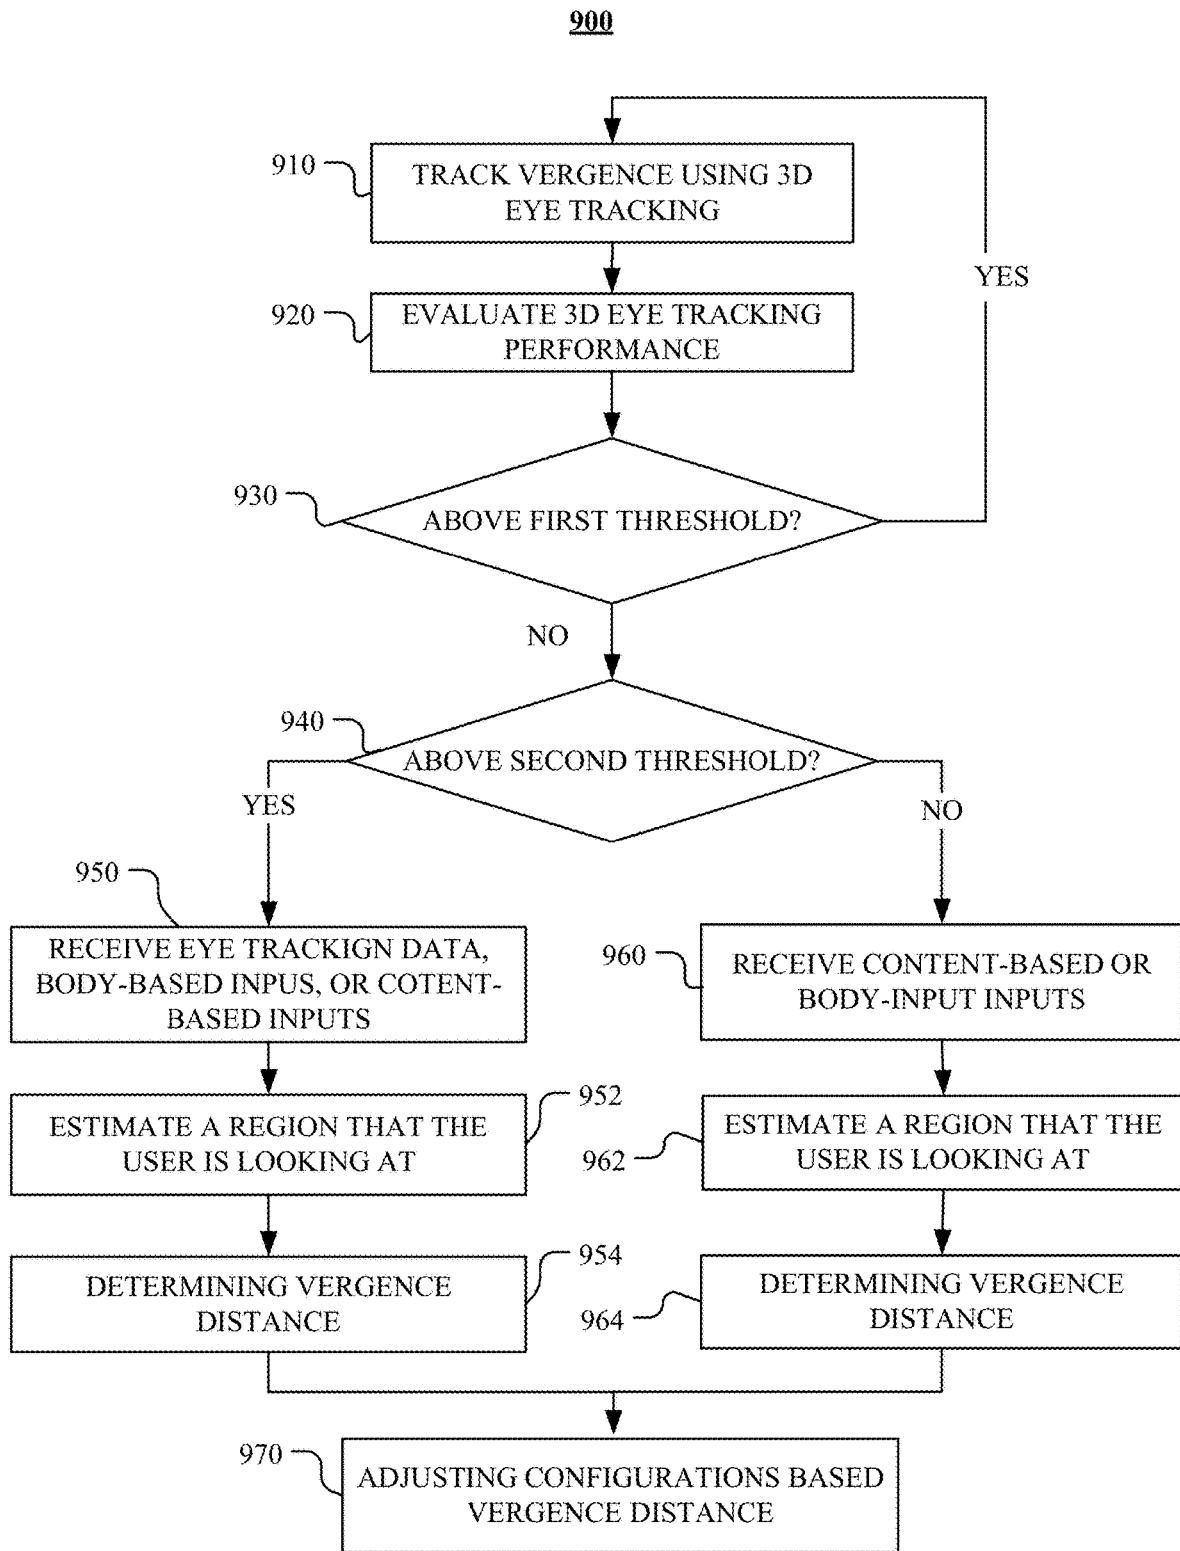 900
910
TRACK VERGENCE USING 3D
EYE TRACKING
YES
920
EVALUATE 3D EYE TRACKING
PERFORMANCE
930
ABOVE FIRST THRESHOLD?
NO
940
ABOVE SECOND THRESHOLD?
YES
NO
950
RECEIVE EYE TRACKIGN DATA,
BODY-BASED INPUS, OR COTENT-
BASED INPUTS
960
RECEIVE CONTENT-BASED OR
BODY-INPUT INPUTS
952
ESTIMATE A REGION THAT THE
USER IS LOOKING AT
962
ESTIMATE A REGION THAT THE
USER IS LOOKING AT
954
DETERMINING VERGENCE
DISTANCE
964
DETERMINING VERGENCE
DISTANCE
970
ADJUSTING CONFIGURATIONS BASED
VERGENCE DISTANCE